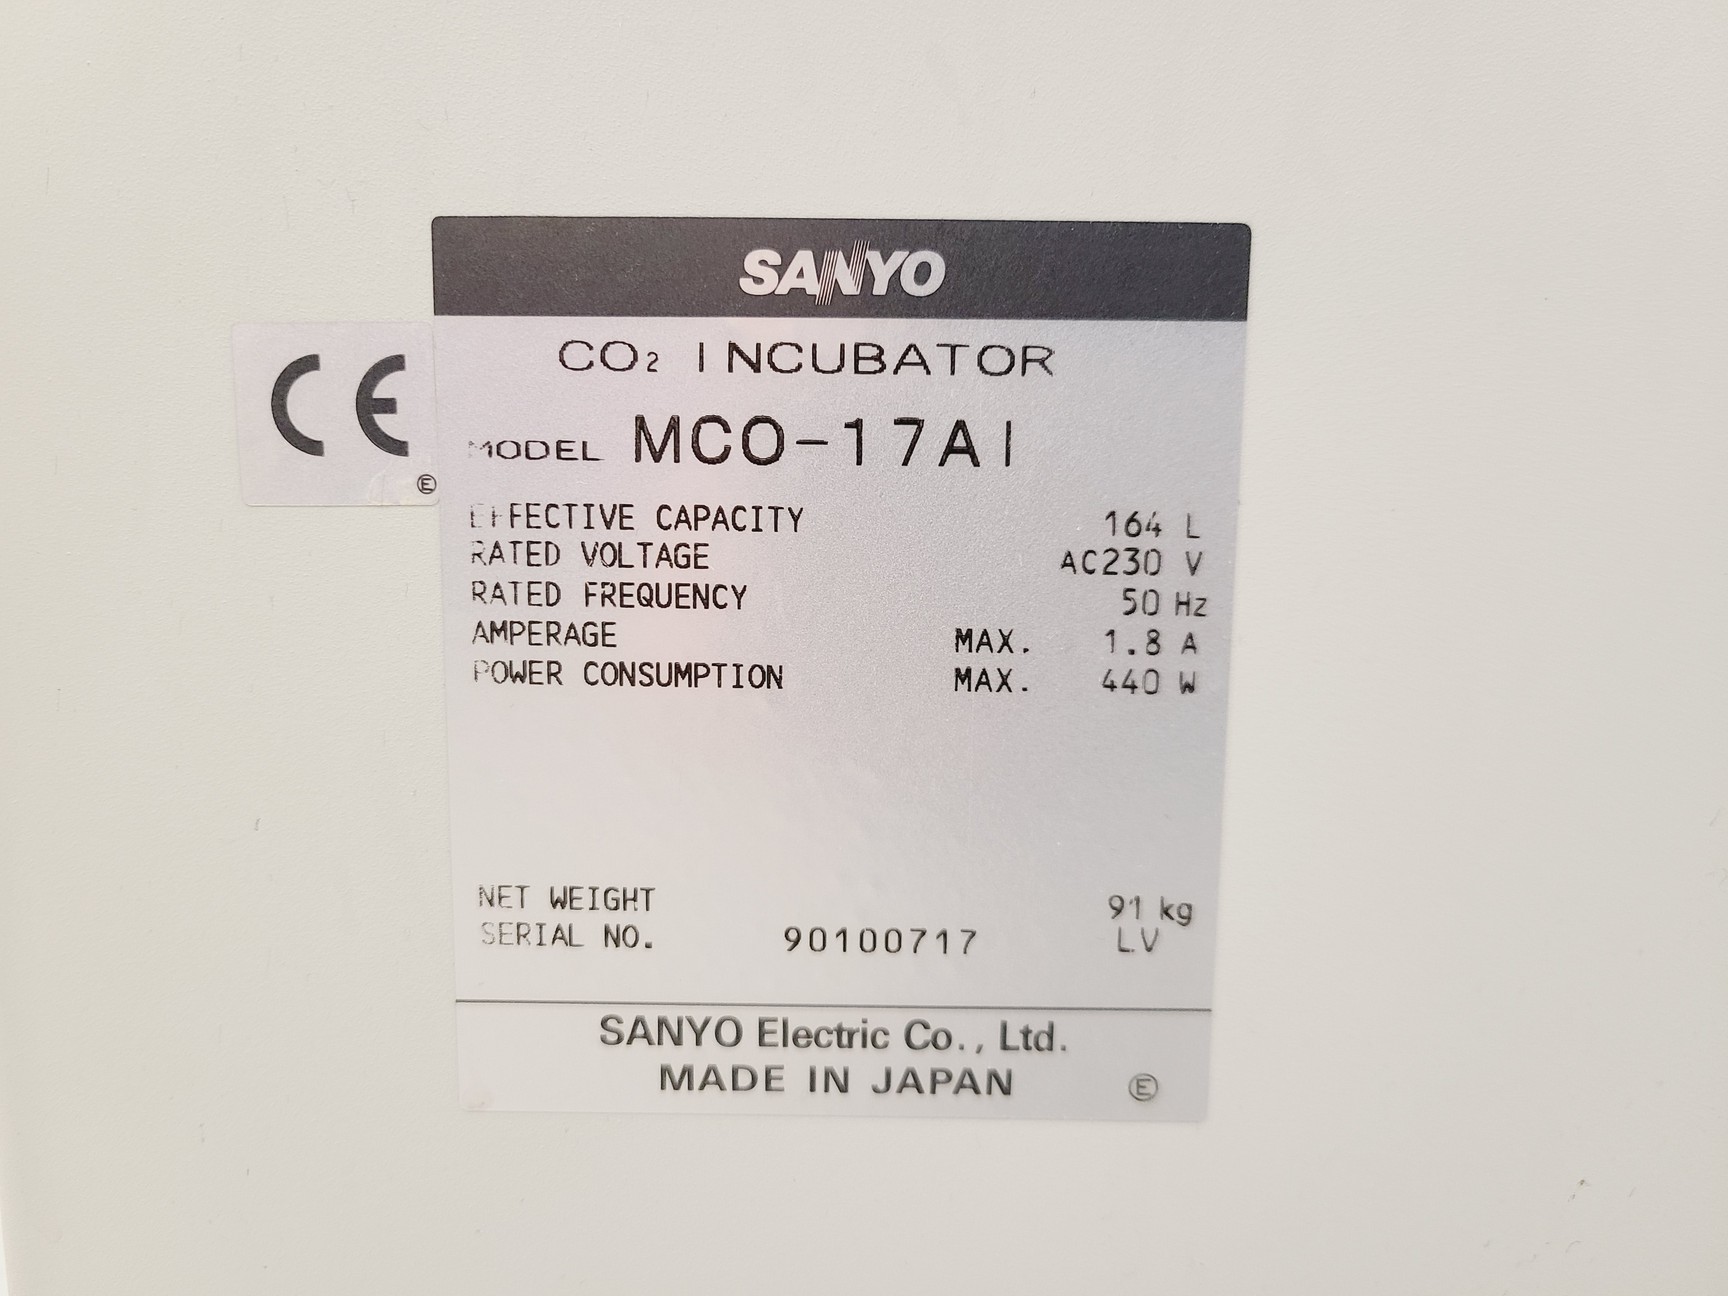 SANYO
CO₂ INCUBATOR
CE
MODEL MCO-17AI
Ⓔ
EFFECTIVE CAPACITY 164 L
RATED VOLTAGE AC230 V
RATED FREQUENCY 50 Hz
AMPERAGE MAX. 1.8 A
POWER CONSUMPTION MAX. 440 W
NET WEIGHT 91 kg
SERIAL NO. 90100717 LV
SANYO Electric Co., Ltd.
MADE IN JAPAN Ⓔ